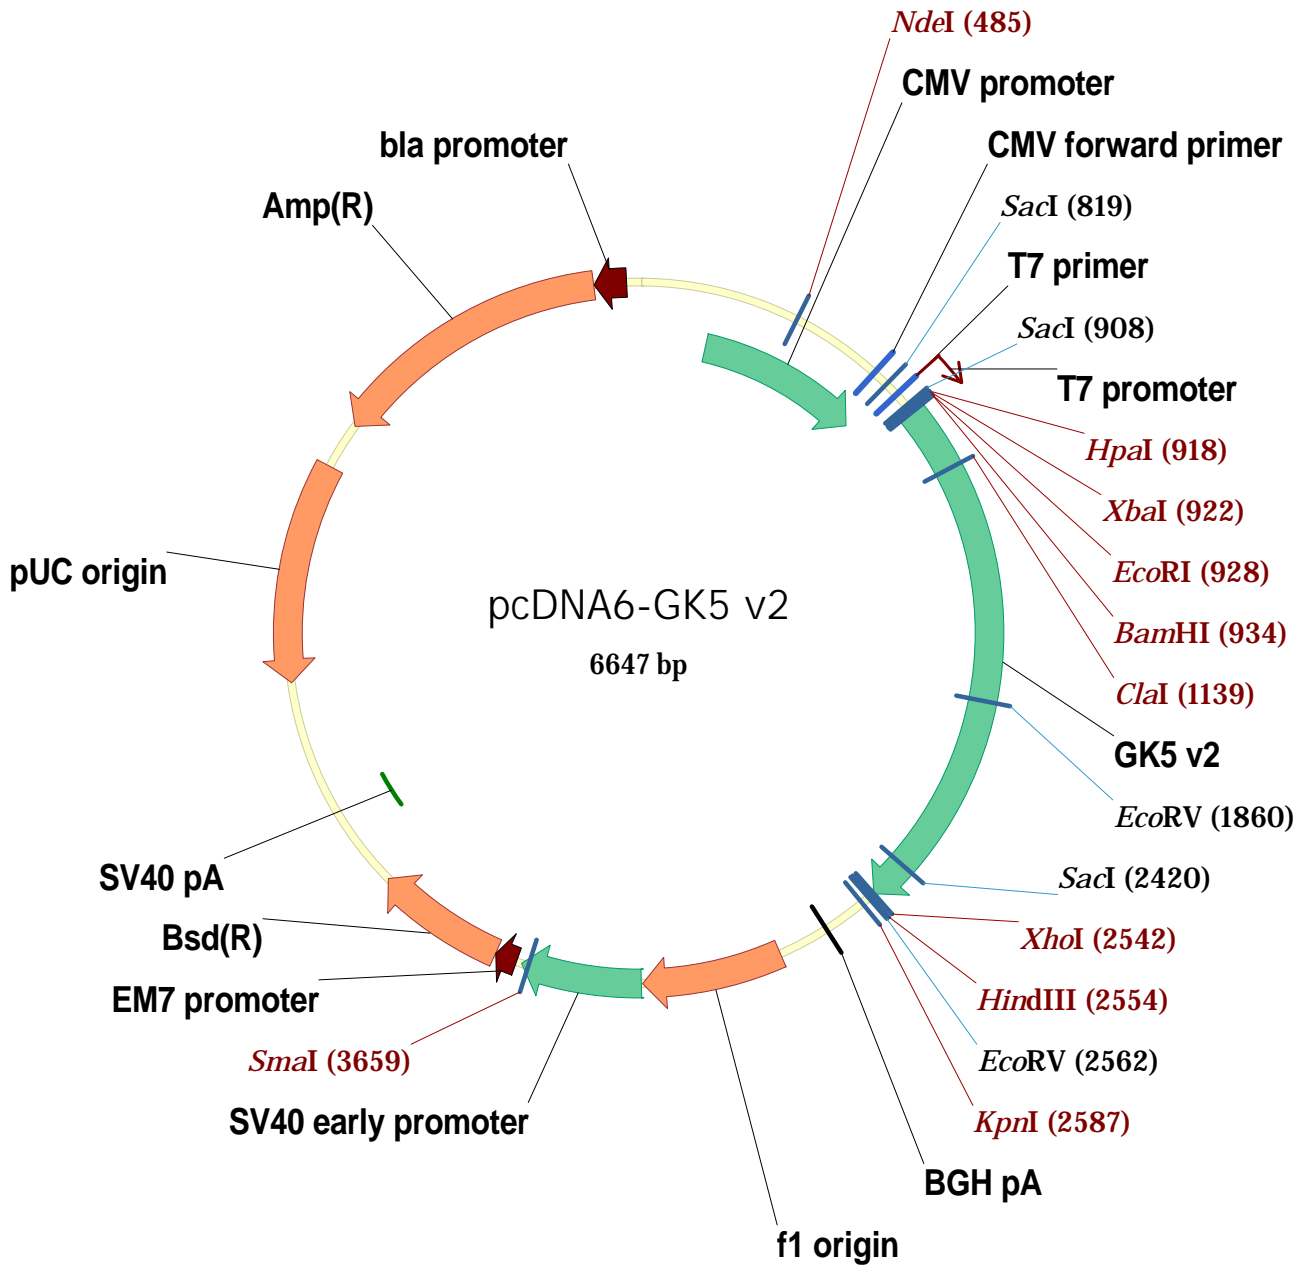 NdeI (485)
CMV promoter
bla promoter
CMV forward primer
Amp(R)
SacI (819)
T7 primer
SacI (908)
T7 promoter
HpaI (918)
XbaI (922)
pUC origin
EcoRI (928)
pcDNA6-GK5 v2
6647 bp
BamHI (934)
ClaI (1139)
GK5 v2
EcoRV (1860)
SV40 pA
SacI (2420)
Bsd(R)
XhoI (2542)
EM7 promoter
HindIII (2554)
SmaI (3659)
EcoRV (2562)
SV40 early promoter
KpnI (2587)
BGH pA
f1 origin